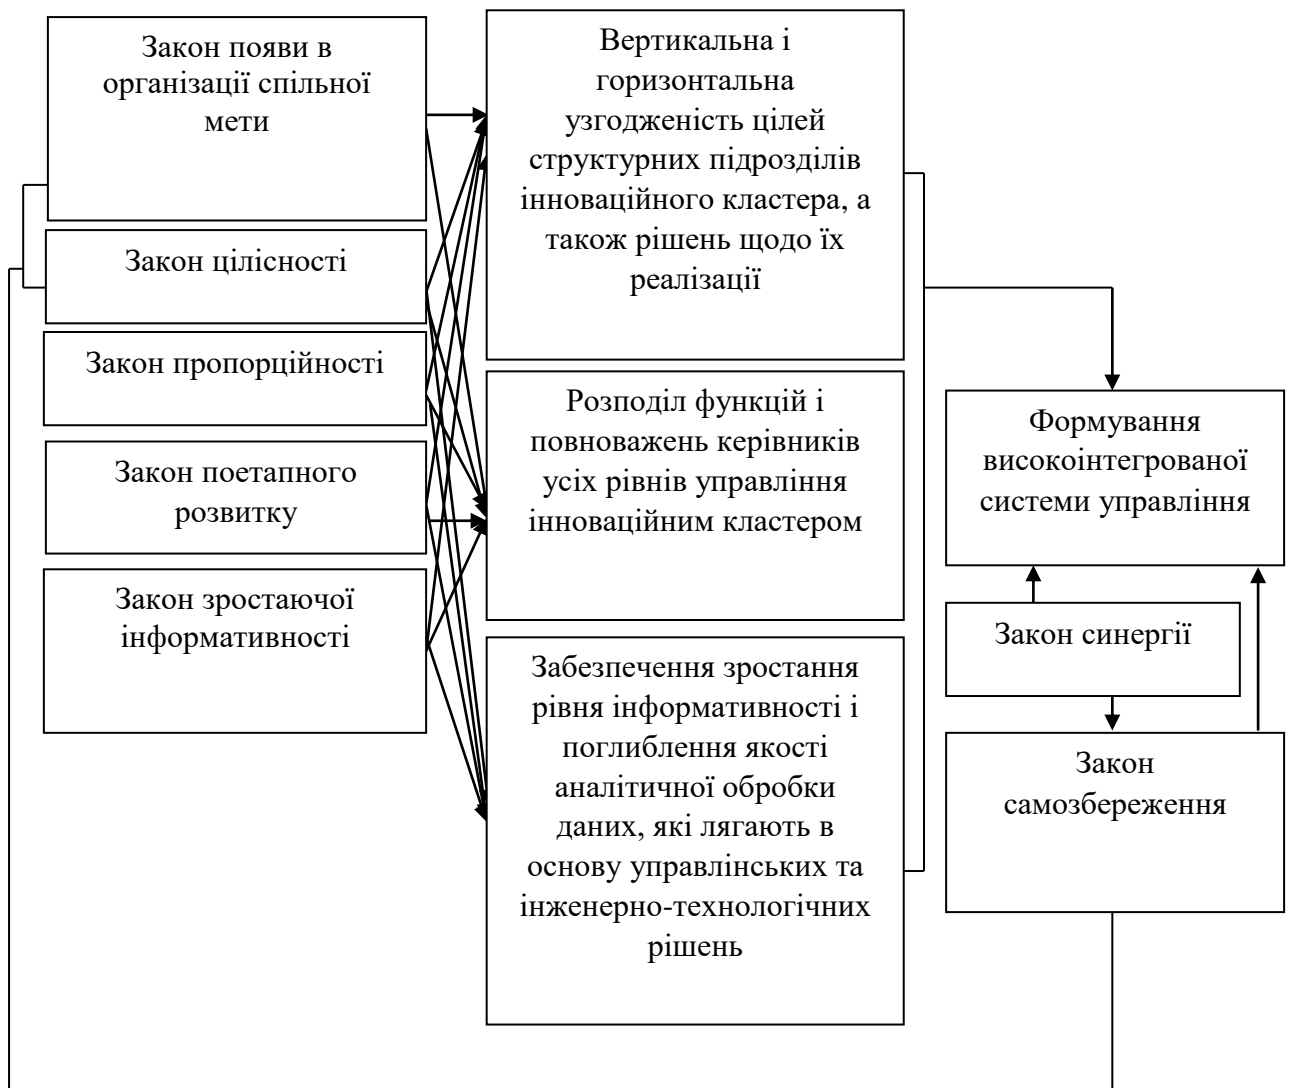 Закон появи в
організації спільної
мети
Закон цілісності
Закон пропорційності
Закон поетапного
розвитку
Закон зростаючої
інформативності
Вертикальна і
горизонтальна
узгодженість цілей
структурних підрозділів
інноваційного кластера, а
також рішень щодо їх
реалізації
Розподіл функцій і
повноважень керівників
усіх рівнів управління
інноваційним кластером
Забезпечення зростання
рівня інформативності і
поглиблення якості
аналітичної обробки
даних, які лягають в
основу управлінських та
інженерно-технологічних
рішень
Формування
високоінтегрованої
системи управління
Закон синергії
Закон
самозбереження